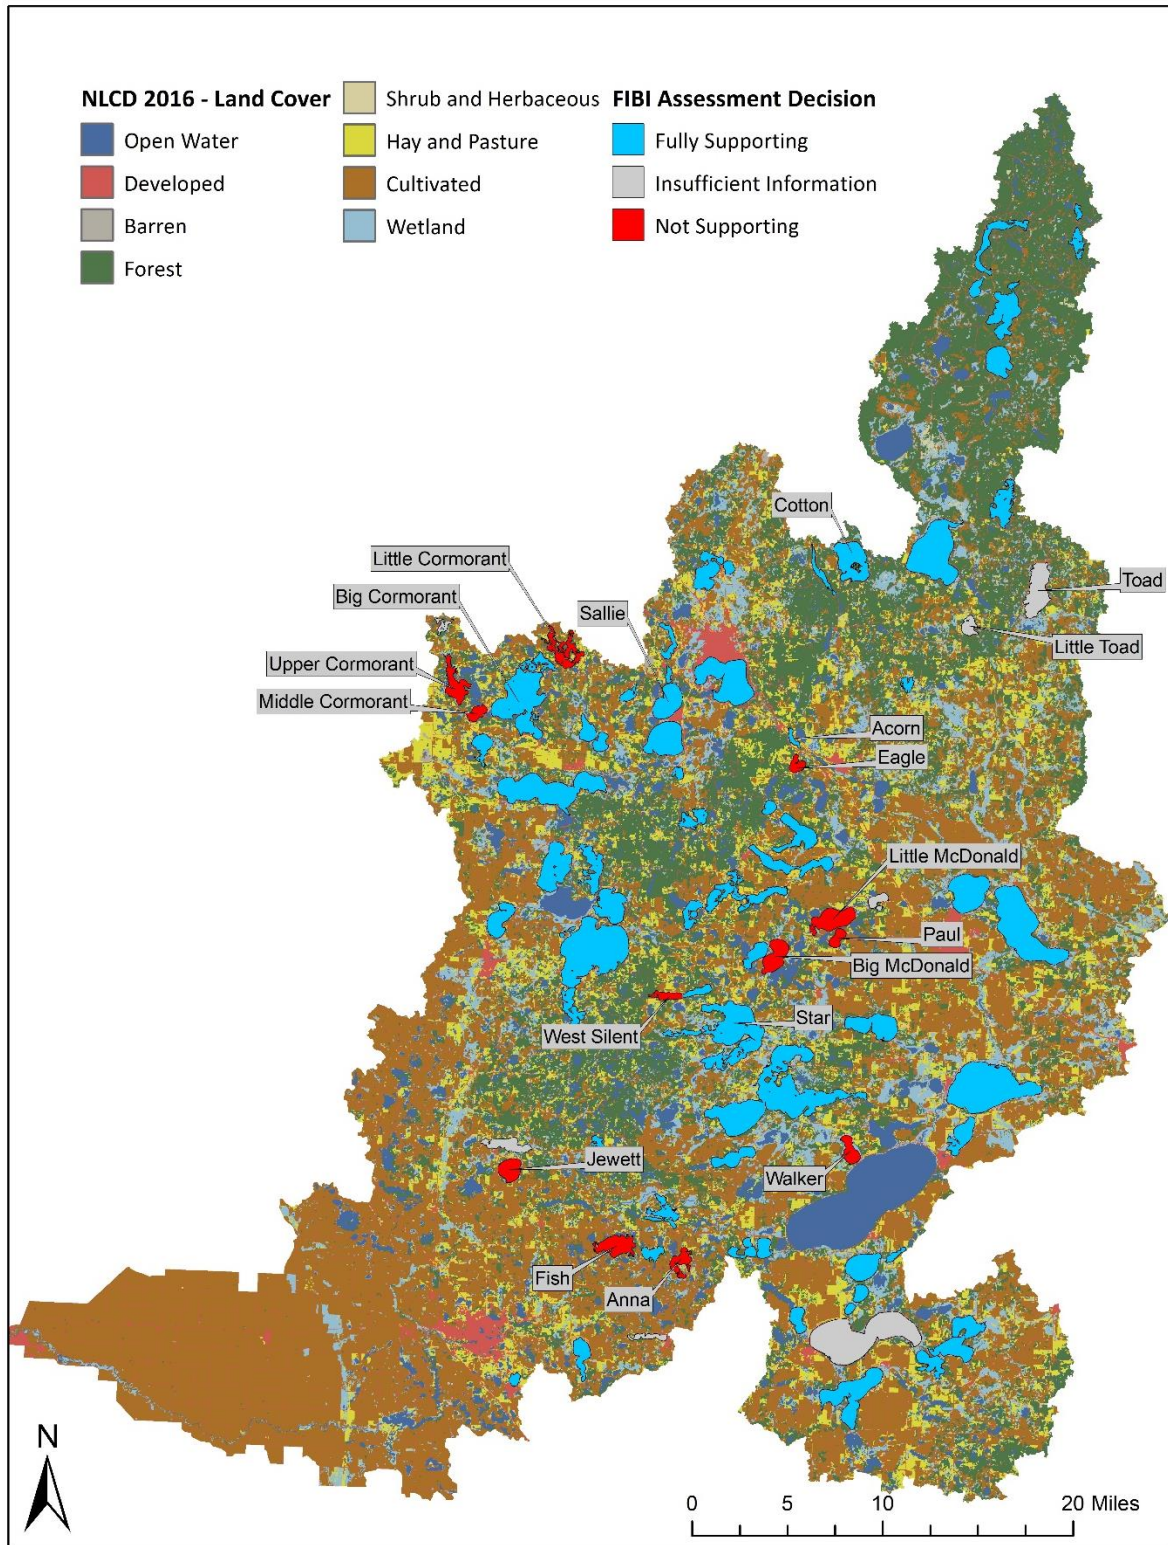 NLCD 2016 - Land Cover
Open Water
Developed
Barren
Forest
Shrub and Herbaceous
Hay and Pasture
Cultivated
Wetland
FIBI Assessment Decision
Fully Supporting
Insufficient Information
Not Supporting
Cotton
Little Cormorant
Big Cormorant
Toad
Sallie
Little Toad
Upper Cormorant
Middle Cormorant
Acorn
Eagle
Little McDonald
Paul
Big McDonald
Star
West Silent
Jewett
Walker
Fish
Anna
N
0 5 10 20 Miles